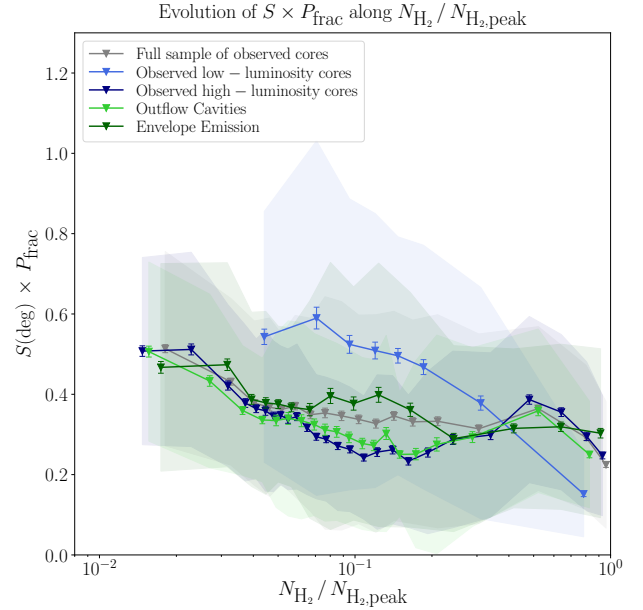 Evolution of S × P_frac along N_H₂ / N_H₂,peak
Full sample of observed cores
Observed low − luminosity cores
Observed high − luminosity cores
Outflow Cavities
Envelope Emission
S(deg) × P_frac
1.2
1.0
0.8
0.6
0.4
0.2
0.0
10⁻²
10⁻¹
10⁰
N_H₂ / N_H₂,peak